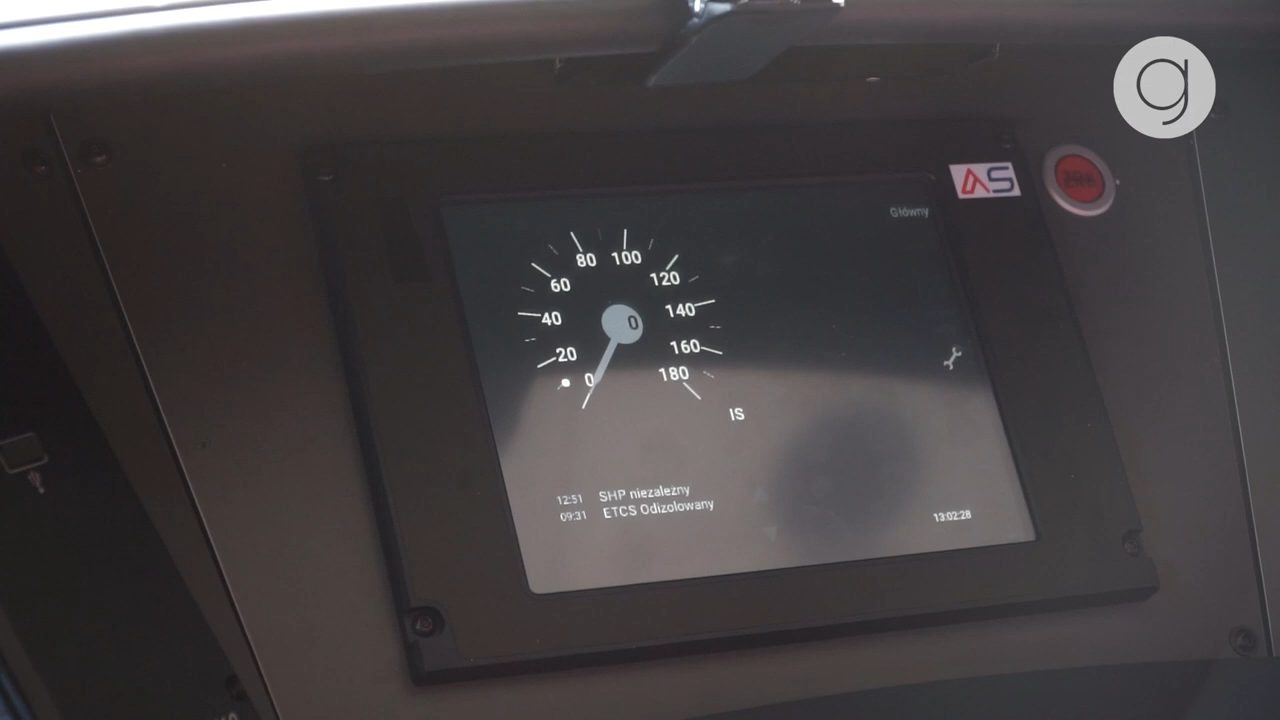 g
AS
Główny
80 100
60 120
40 0 140
20 160
0 180
IS
12:51 SHP niezależny
09:31 ETCS Odizolowany
13:02:28